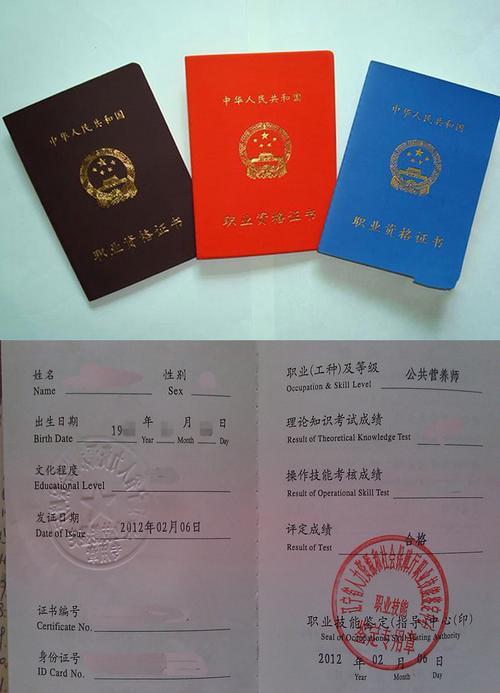 中华人民共和国
职业资格证书
中华人民共和国
职业资格证书
中华人民共和国
职业资格证书
姓名 性别
Name Sex
出生日期 19 年 月 日
Birth Date Year Month Day
文化程度
Educational Level
发证日期 2012年02月06日
Date of Issue
证书编号
Certificate No.
身份证号
ID Card No.
职业(工种)及等级 公共营养师
Occupation & Skill Level
理论知识考试成绩
Result of Theoretical Knowledge Test
操作技能考核成绩
Result of Operational Skill Test
评定成绩 合格
Result of Test
职业技能鉴定(指导)中心(印)
Seal of Occupational Skill Testing Authority
2012 年 02 月 06 日
Year Month Day
职业技能
鉴定专用章